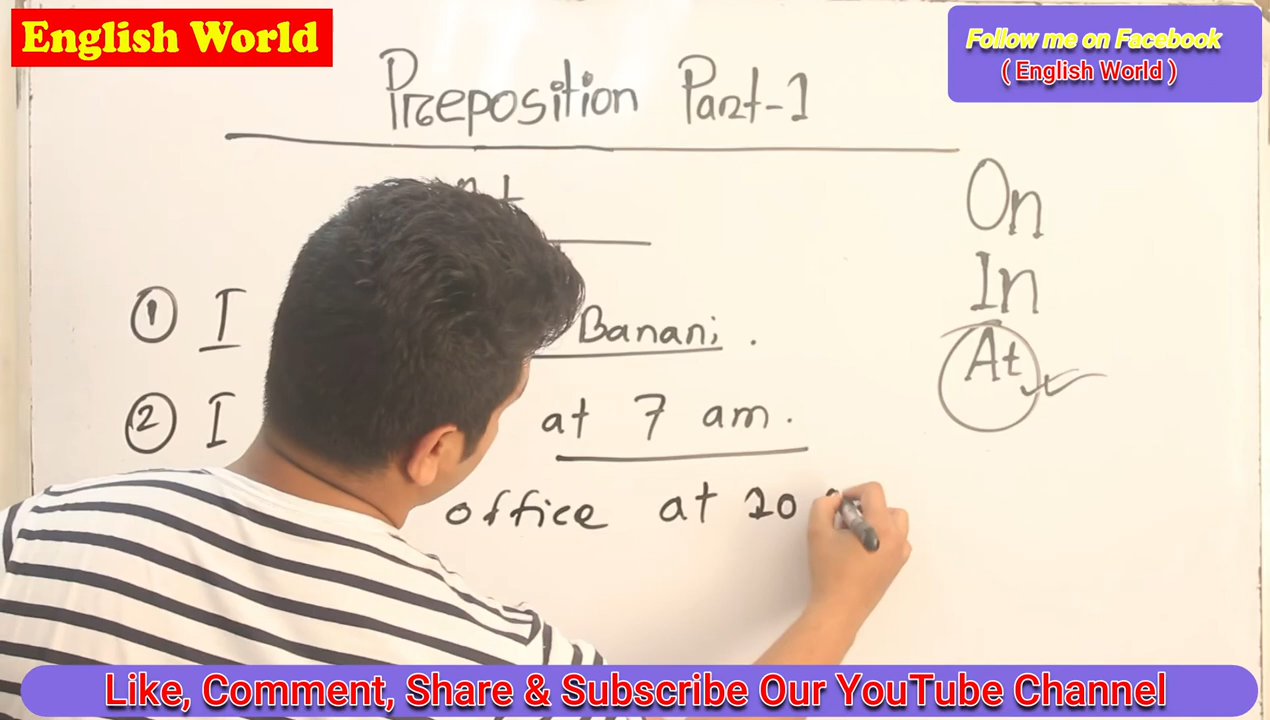 English World
Follow me on Facebook
( English World )
Preposition Part-1
On
In
At
① I Banani.
② I at 7 am.
office at 10
Like, Comment, Share & Subscribe Our YouTube Channel